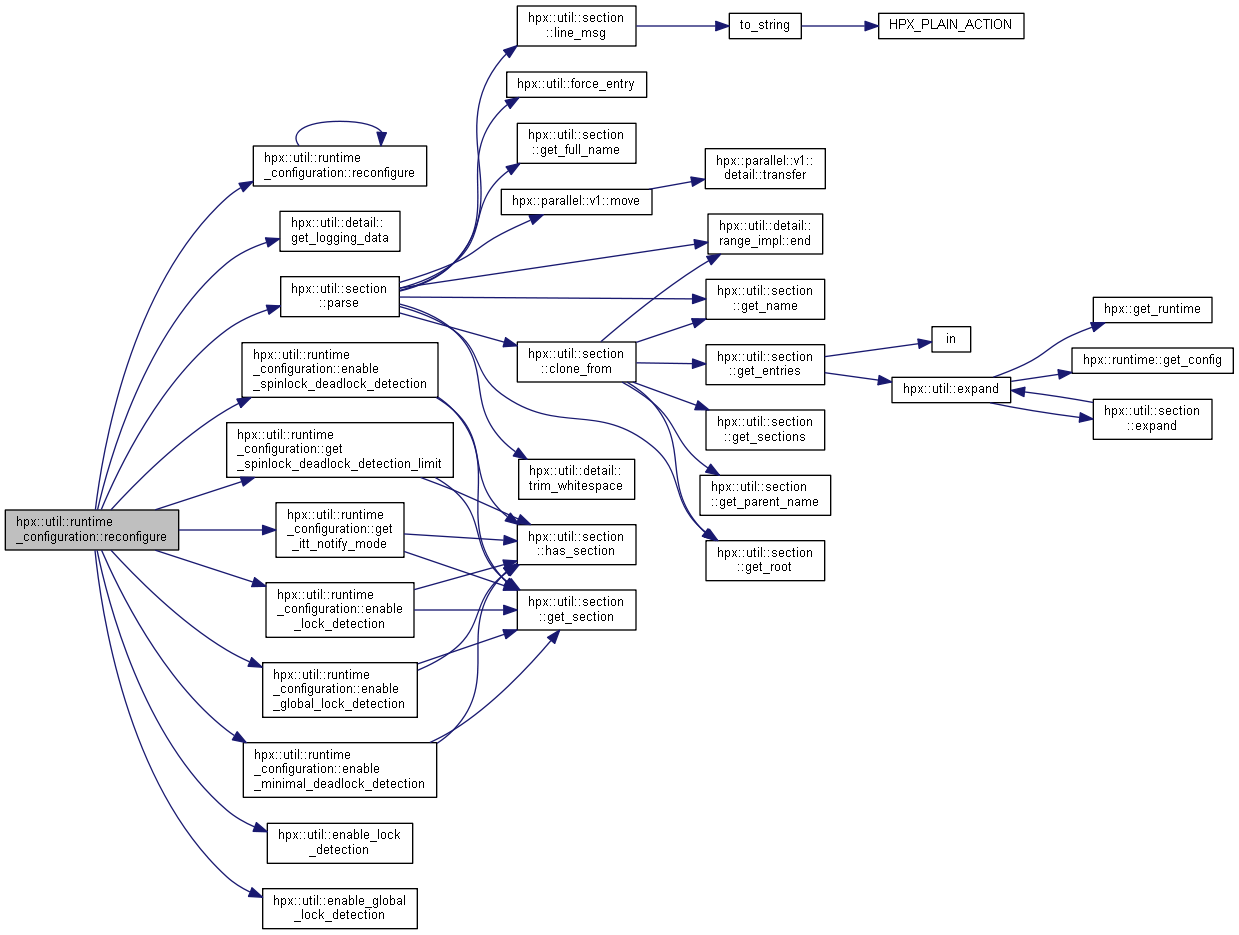 hpx::util::section
::line_msg
to_string
HPX_PLAIN_ACTION
hpx::util::force_entry
hpx::util::section
::get_full_name
hpx::util::runtime
_configuration::reconfigure
hpx::parallel::v1::
detail::transfer
hpx::parallel::v1::move
hpx::util::detail::
get_logging_data
hpx::util::detail::
range_impl::end
hpx::util::section
::parse
hpx::util::section
::get_name
hpx::get_runtime
in
hpx::util::runtime
_configuration::enable
_spinlock_deadlock_detection
hpx::util::section
::clone_from
hpx::util::section
::get_entries
hpx::runtime::get_config
hpx::util::expand
hpx::util::section
::expand
hpx::util::section
::get_sections
hpx::util::runtime
_configuration::get
_spinlock_deadlock_detection_limit
hpx::util::detail::
trim_whitespace
hpx::util::section
::get_parent_name
hpx::util::runtime
_configuration::reconfigure
hpx::util::runtime
_configuration::get
_itt_notify_mode
hpx::util::section
::has_section
hpx::util::section
::get_root
hpx::util::runtime
_configuration::enable
_lock_detection
hpx::util::section
::get_section
hpx::util::runtime
_configuration::enable
_global_lock_detection
hpx::util::runtime
_configuration::enable
_minimal_deadlock_detection
hpx::util::enable_lock
_detection
hpx::util::enable_global
_lock_detection